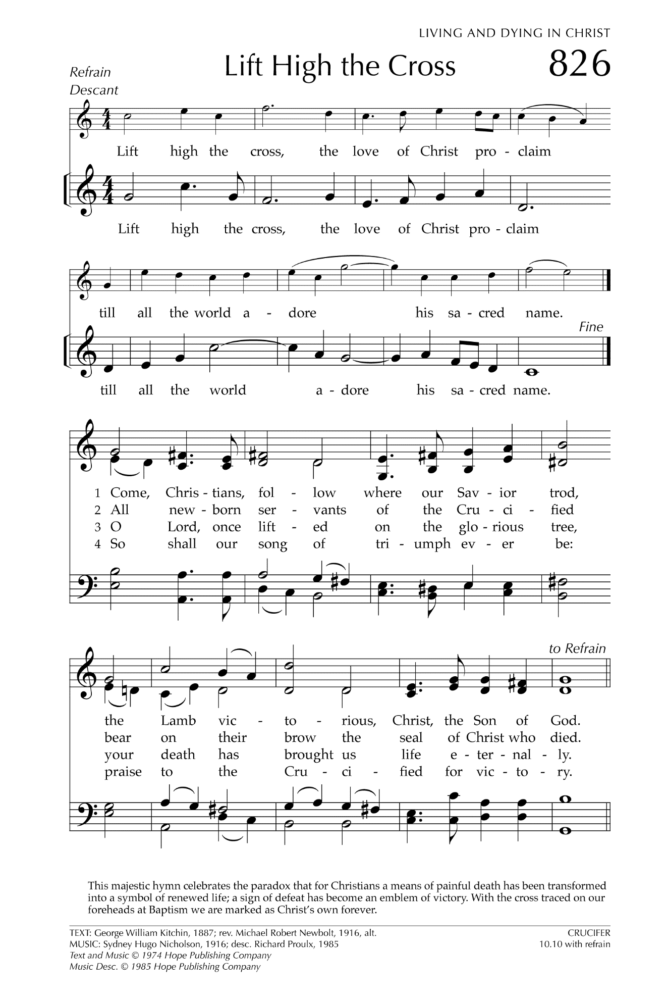 LIVING AND DYING IN CHRIST
Lift High the Cross 826
Refrain
Descant
Lift high the cross, the love of Christ pro - claim
Lift high the cross, the love of Christ pro - claim
till all the world a - dore his sa - cred name.
Fine
till all the world a - dore his sa - cred name.
1 Come, Chris - tians, fol - low where our Sav - ior trod,
2 All new - born ser - vants of the Cru - ci - fied
3 O Lord, once lift - ed on the glo - rious tree,
4 So shall our song of tri - umph ev - er be:
to Refrain
the Lamb vic - to - rious, Christ, the Son of God.
bear on their brow the seal of Christ who died.
your death has brought us life e - ter - nal - ly.
praise to the Cru - ci - fied for vic - to - ry.
This majestic hymn celebrates the paradox that for Christians a means of painful death has been transformed
into a symbol of renewed life; a sign of defeat has become an emblem of victory. With the cross traced on our
foreheads at Baptism we are marked as Christ's own forever.
TEXT: George William Kitchin, 1887; rev. Michael Robert Newbolt, 1916, alt. CRUCIFER
MUSIC: Sydney Hugo Nicholson, 1916; desc. Richard Proulx, 1985 10.10 with refrain
Text and Music © 1974 Hope Publishing Company
Music Desc. © 1985 Hope Publishing Company